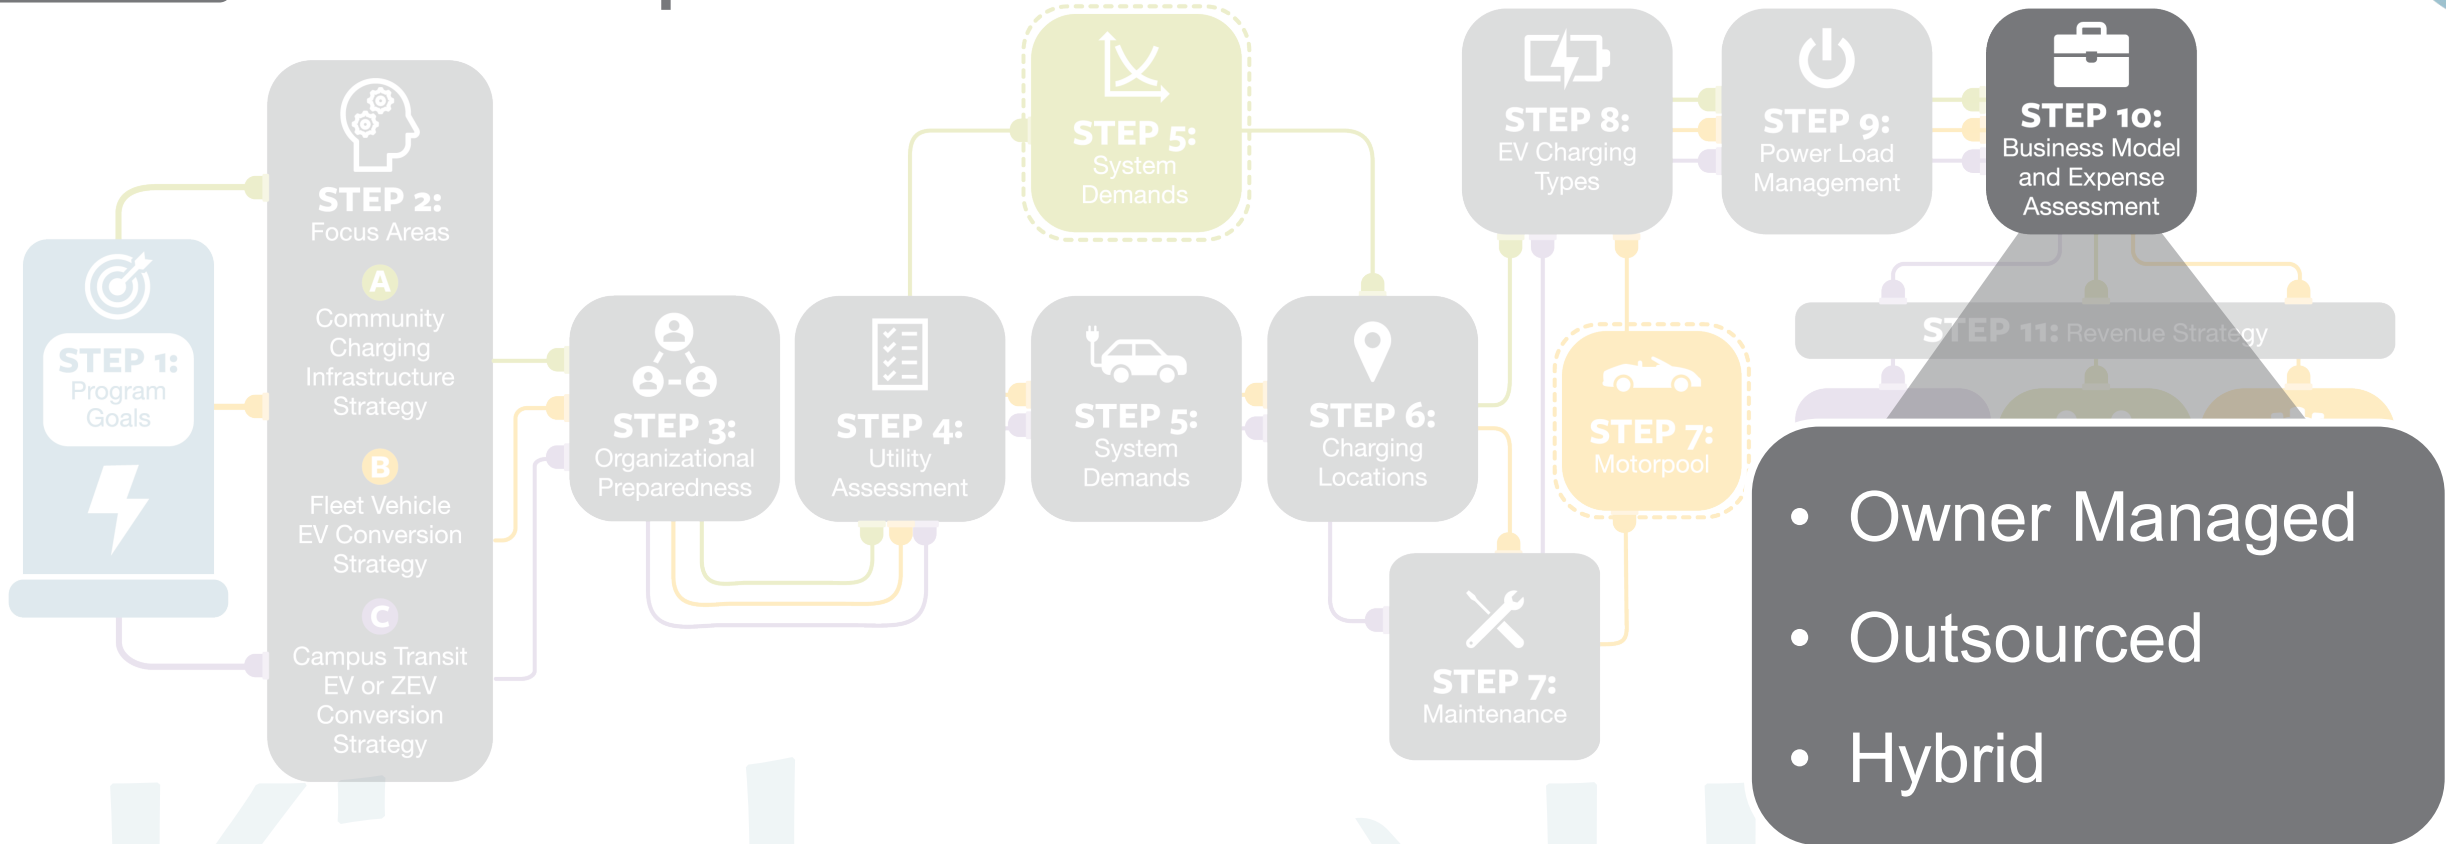 STEP 1:
Program
Goals
STEP 2:
Focus Areas
A
Community
Charging
Infrastructure
Strategy
B
Fleet Vehicle
EV Conversion
Strategy
C
Campus Transit
EV or ZEV
Conversion
Strategy
STEP 3:
Organizational
Preparedness
STEP 4:
Utility
Assessment
STEP 5:
System
Demands
STEP 5:
System
Demands
STEP 6:
Charging
Locations
STEP 7:
Motorpool
STEP 7:
Maintenance
STEP 8:
EV Charging
Types
STEP 9:
Power Load
Management
STEP 10:
Business Model
and Expense
Assessment
STEP 11: Revenue Strategy
• Owner Managed
• Outsourced
• Hybrid